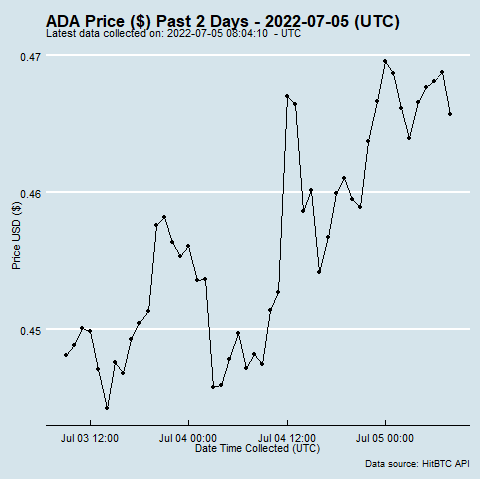 ADA Price ($) Past 2 Days - 2022-07-05 (UTC)
Latest data collected on: 2022-07-05 08:04:10  - UTC
0.47
0.46
0.45
Price USD ($)
Jul 03 12:00
Jul 04 00:00
Jul 04 12:00
Jul 05 00:00
Date Time Collected (UTC)
Data source: HitBTC API